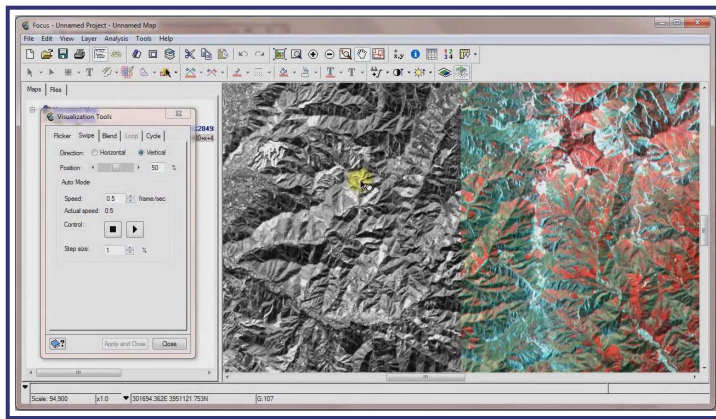 Focus - Unnamed Project - Unnamed Map
File Edit View Layer Analysis Tools Help
Maps Files
Visualization Tools
Flicker Swipe Blend Loop Cycle
Direction: Horizontal Vertical
Position: 50 %
Auto Mode
Speed: 0.5 frame/sec
Actual speed: 0.5
Control:
Step size: 1 %
Apply and Close Close
Scale: 94,900 x1.0 301694.362E 3951121.753N G:107